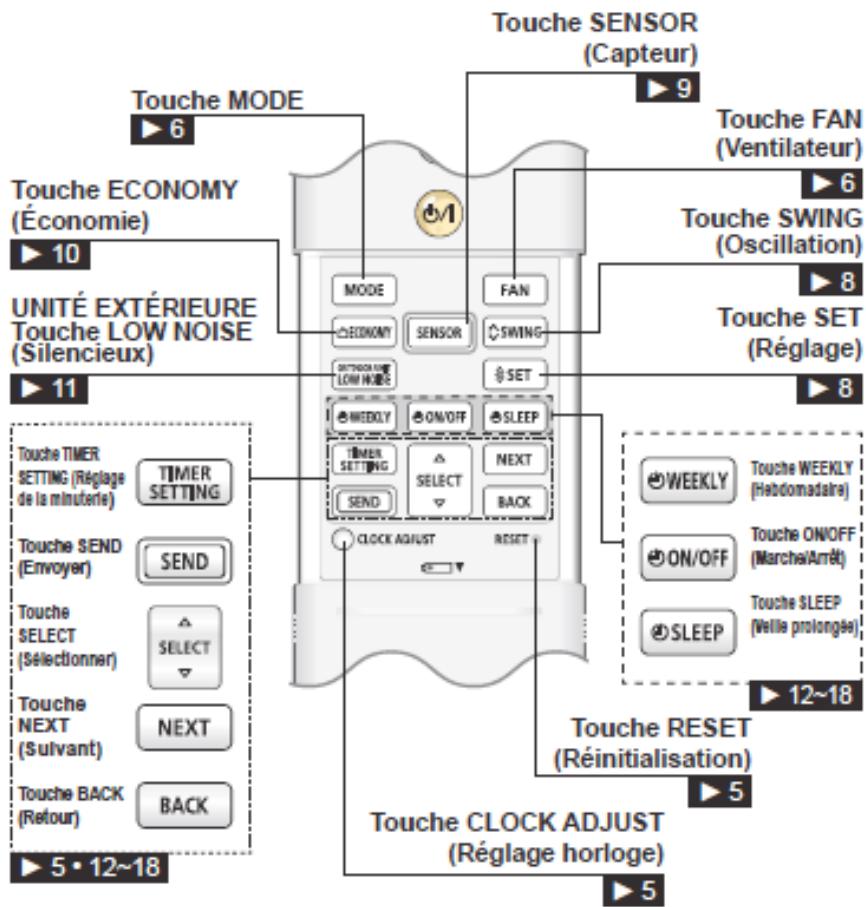 Touche SENSOR
(Capteur)
▶ 9
Touche MODE
▶ 6
Touche FAN
(Ventilateur)
▶ 6
Touche ECONOMY
(Économie)
▶ 10
Touche SWING
(Oscillation)
▶ 8
UNITÉ EXTÉRIEURE
Touche LOW NOISE
(Silencieux)
▶ 11
Touche SET
(Réglage)
▶ 8
MODE
FAN
ECONOMY
SENSOR
SWING
OUTDOOR UNIT
LOW NOISE
SET
WEEKLY
ON/OFF
SLEEP
TIMER
SETTING
SELECT
NEXT
SEND
BACK
CLOCK ADJUST
RESET
Touche TIMER
SETTING (Réglage
de la minuterie)
TIMER
SETTING
Touche SEND
(Envoyer)
SEND
Touche
SELECT
(Sélectionner)
SELECT
Touche
NEXT
(Suivant)
NEXT
Touche BACK
(Retour)
BACK
▶ 5 • 12~18
WEEKLY
Touche WEEKLY
(Hebdomadaire)
ON/OFF
Touche ON/OFF
(Marche/Arrêt)
SLEEP
Touche SLEEP
(Veille prolongée)
▶ 12~18
Touche RESET
(Réinitialisation)
▶ 5
Touche CLOCK ADJUST
(Réglage horloge)
▶ 5